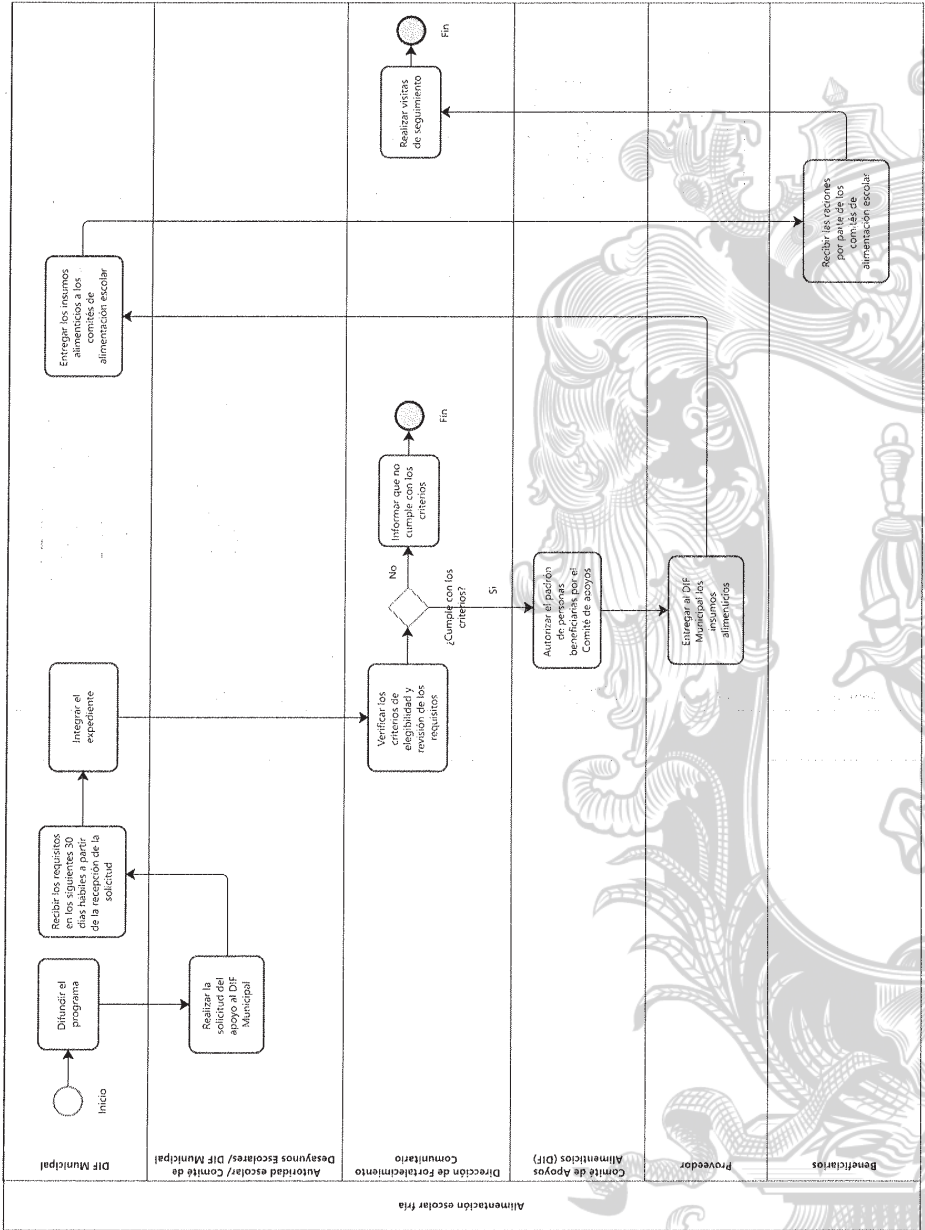 Alimentación escolar fría
DIF Municipal
Inicio
Difundir el
programa
Recibir los requisitos
en los siguientes 30
días hábiles a partir
de la recepción de la
solicitud
Integrar el
expediente
Entregar los insumos
alimenticios a los
comités de
alimentación escolar
Autoridad escolar/ Comité de
Desayunos Escolares/ DIF Municipal
Realizar la
solicitud del
apoyo al DIF
Municipal
Dirección de Fortalecimiento
Comunitario
Verificar los
criterios de
elegibilidad y
revisión de los
requisitos
¿Cumple con los
criterios?
No
Si
Informar que no
cumple con los
criterios
Fin
Realizar visitas
de seguimiento
Fin
Comité de Apoyos
Alimenticios (DIF)
Autorizar el padrón
de personas
beneficiarias por el
Comité de apoyos
Proveedor
Entregar al DIF
Municipal los
insumos
alimenticios
Beneficiarios
Recibir las raciones
por parte de los
comités de
alimentación escolar